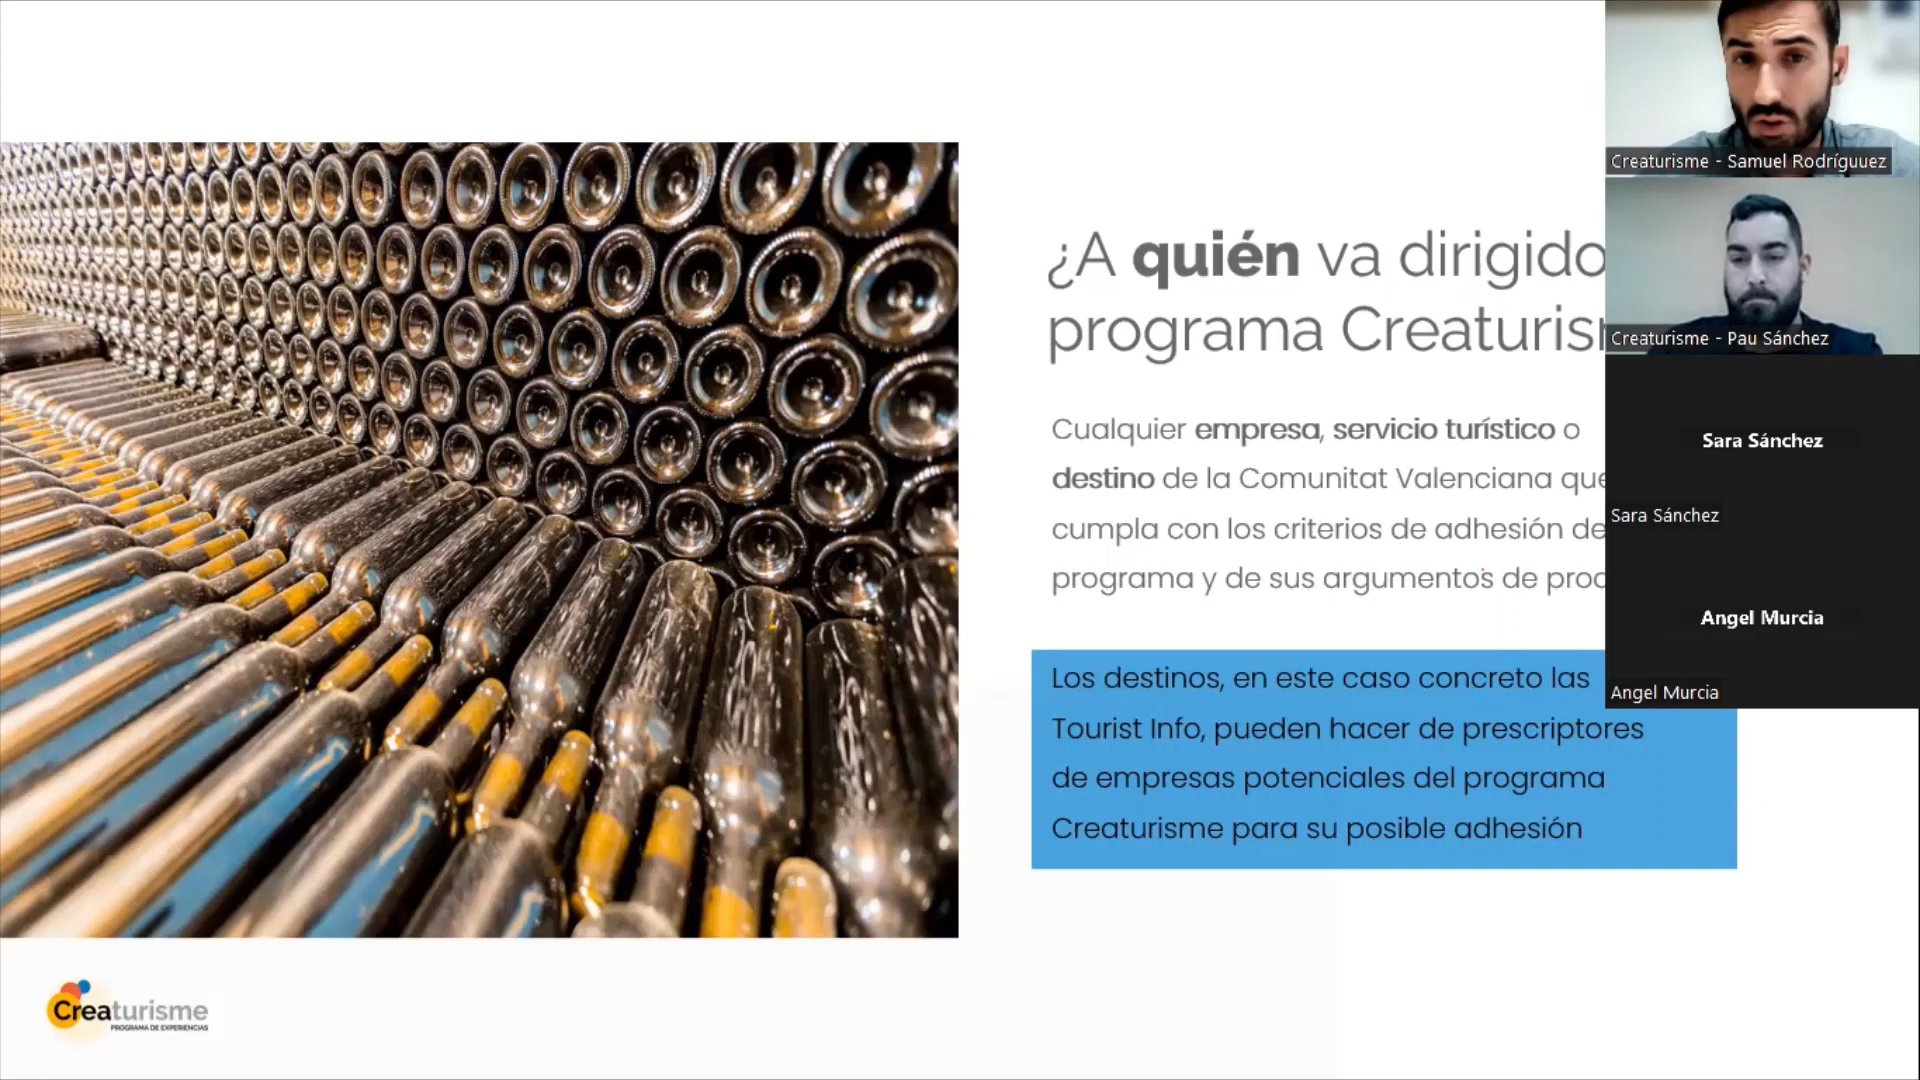 ¿A quién va dirigido
programa Creaturis
Cualquier empresa, servicio turístico o
destino de la Comunitat Valenciana que
cumpla con los criterios de adhesión de
programa y de sus argumentos de
Los destinos, en este caso concreto las
Tourist Info, pueden hacer de prescriptores
de empresas potenciales del programa
Creaturisme para su posible adhesión
Creaturisme
PROGRAMA DE EXPERIENCIAS
Creaturisme - Samuel Rodríguuez
Creaturisme - Pau Sánchez
Sara Sánchez
Sara Sánchez
Angel Murcia
Angel Murcia